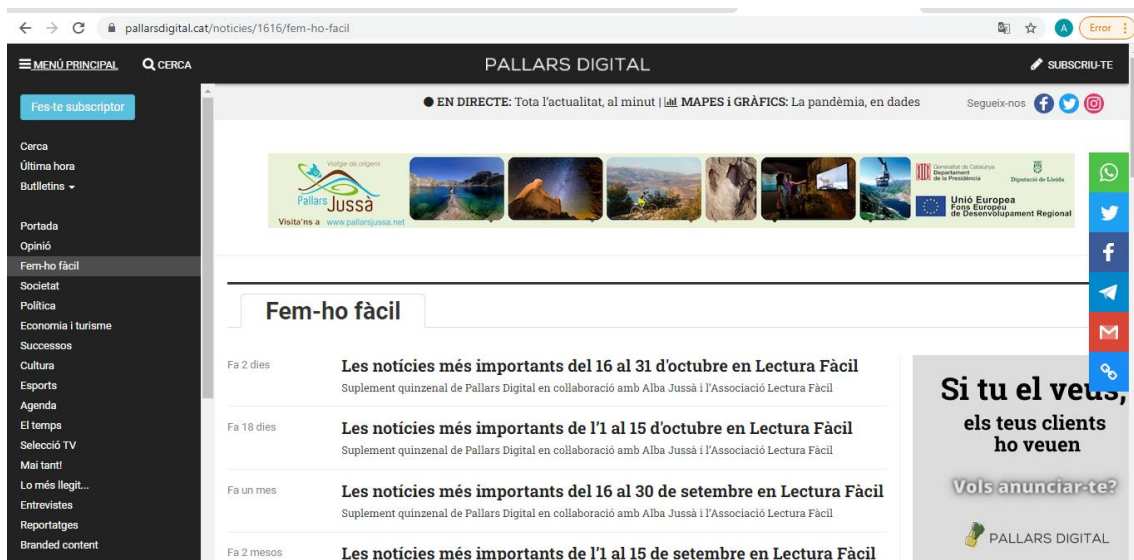 pallarsdigital.cat/noticies/1616/fem-ho-facil
A
Error
MENÚ PRINCIPAL
CERCA
PALLARS DIGITAL
SUBSCRIU-TE
Fes-te subscriptor
Cerca
Última hora
Butlletins
Portada
Opinió
Fem-ho fàcil
Societat
Política
Economia i turisme
Successos
Cultura
Esports
Agenda
El temps
Selecció TV
Mai tant!
Lo més llegit...
Entrevistes
Reportatges
Branded content
EN DIRECTE: Tota l'actualitat, al minut | MAPES i GRÀFICS: La pandèmia, en dades
Segueix-nos
Viatge als orígens
Pallars
Jussà
Visita'ns a www.pallarsjussa.net
Generalitat de Catalunya
Departament
de la Presidència
Diputació de Lleida
Unió Europea
Fons Europeu
de Desenvolupament Regional
Fem-ho fàcil
Fa 2 dies
Les notícies més importants del 16 al 31 d'octubre en Lectura Fàcil
Suplement quinzenal de Pallars Digital en col·laboració amb Alba Jussà i l'Associació Lectura Fàcil
Fa 18 dies
Les notícies més importants de l'1 al 15 d'octubre en Lectura Fàcil
Suplement quinzenal de Pallars Digital en col·laboració amb Alba Jussà i l'Associació Lectura Fàcil
Fa un mes
Les notícies més importants del 16 al 30 de setembre en Lectura Fàcil
Suplement quinzenal de Pallars Digital en col·laboració amb Alba Jussà i l'Associació Lectura Fàcil
Fa 2 mesos
Les notícies més importants de l'1 al 15 de setembre en Lectura Fàcil
Si tu el veus,
els teus clients
ho veuen
Vols anunciar-te?
PALLARS DIGITAL